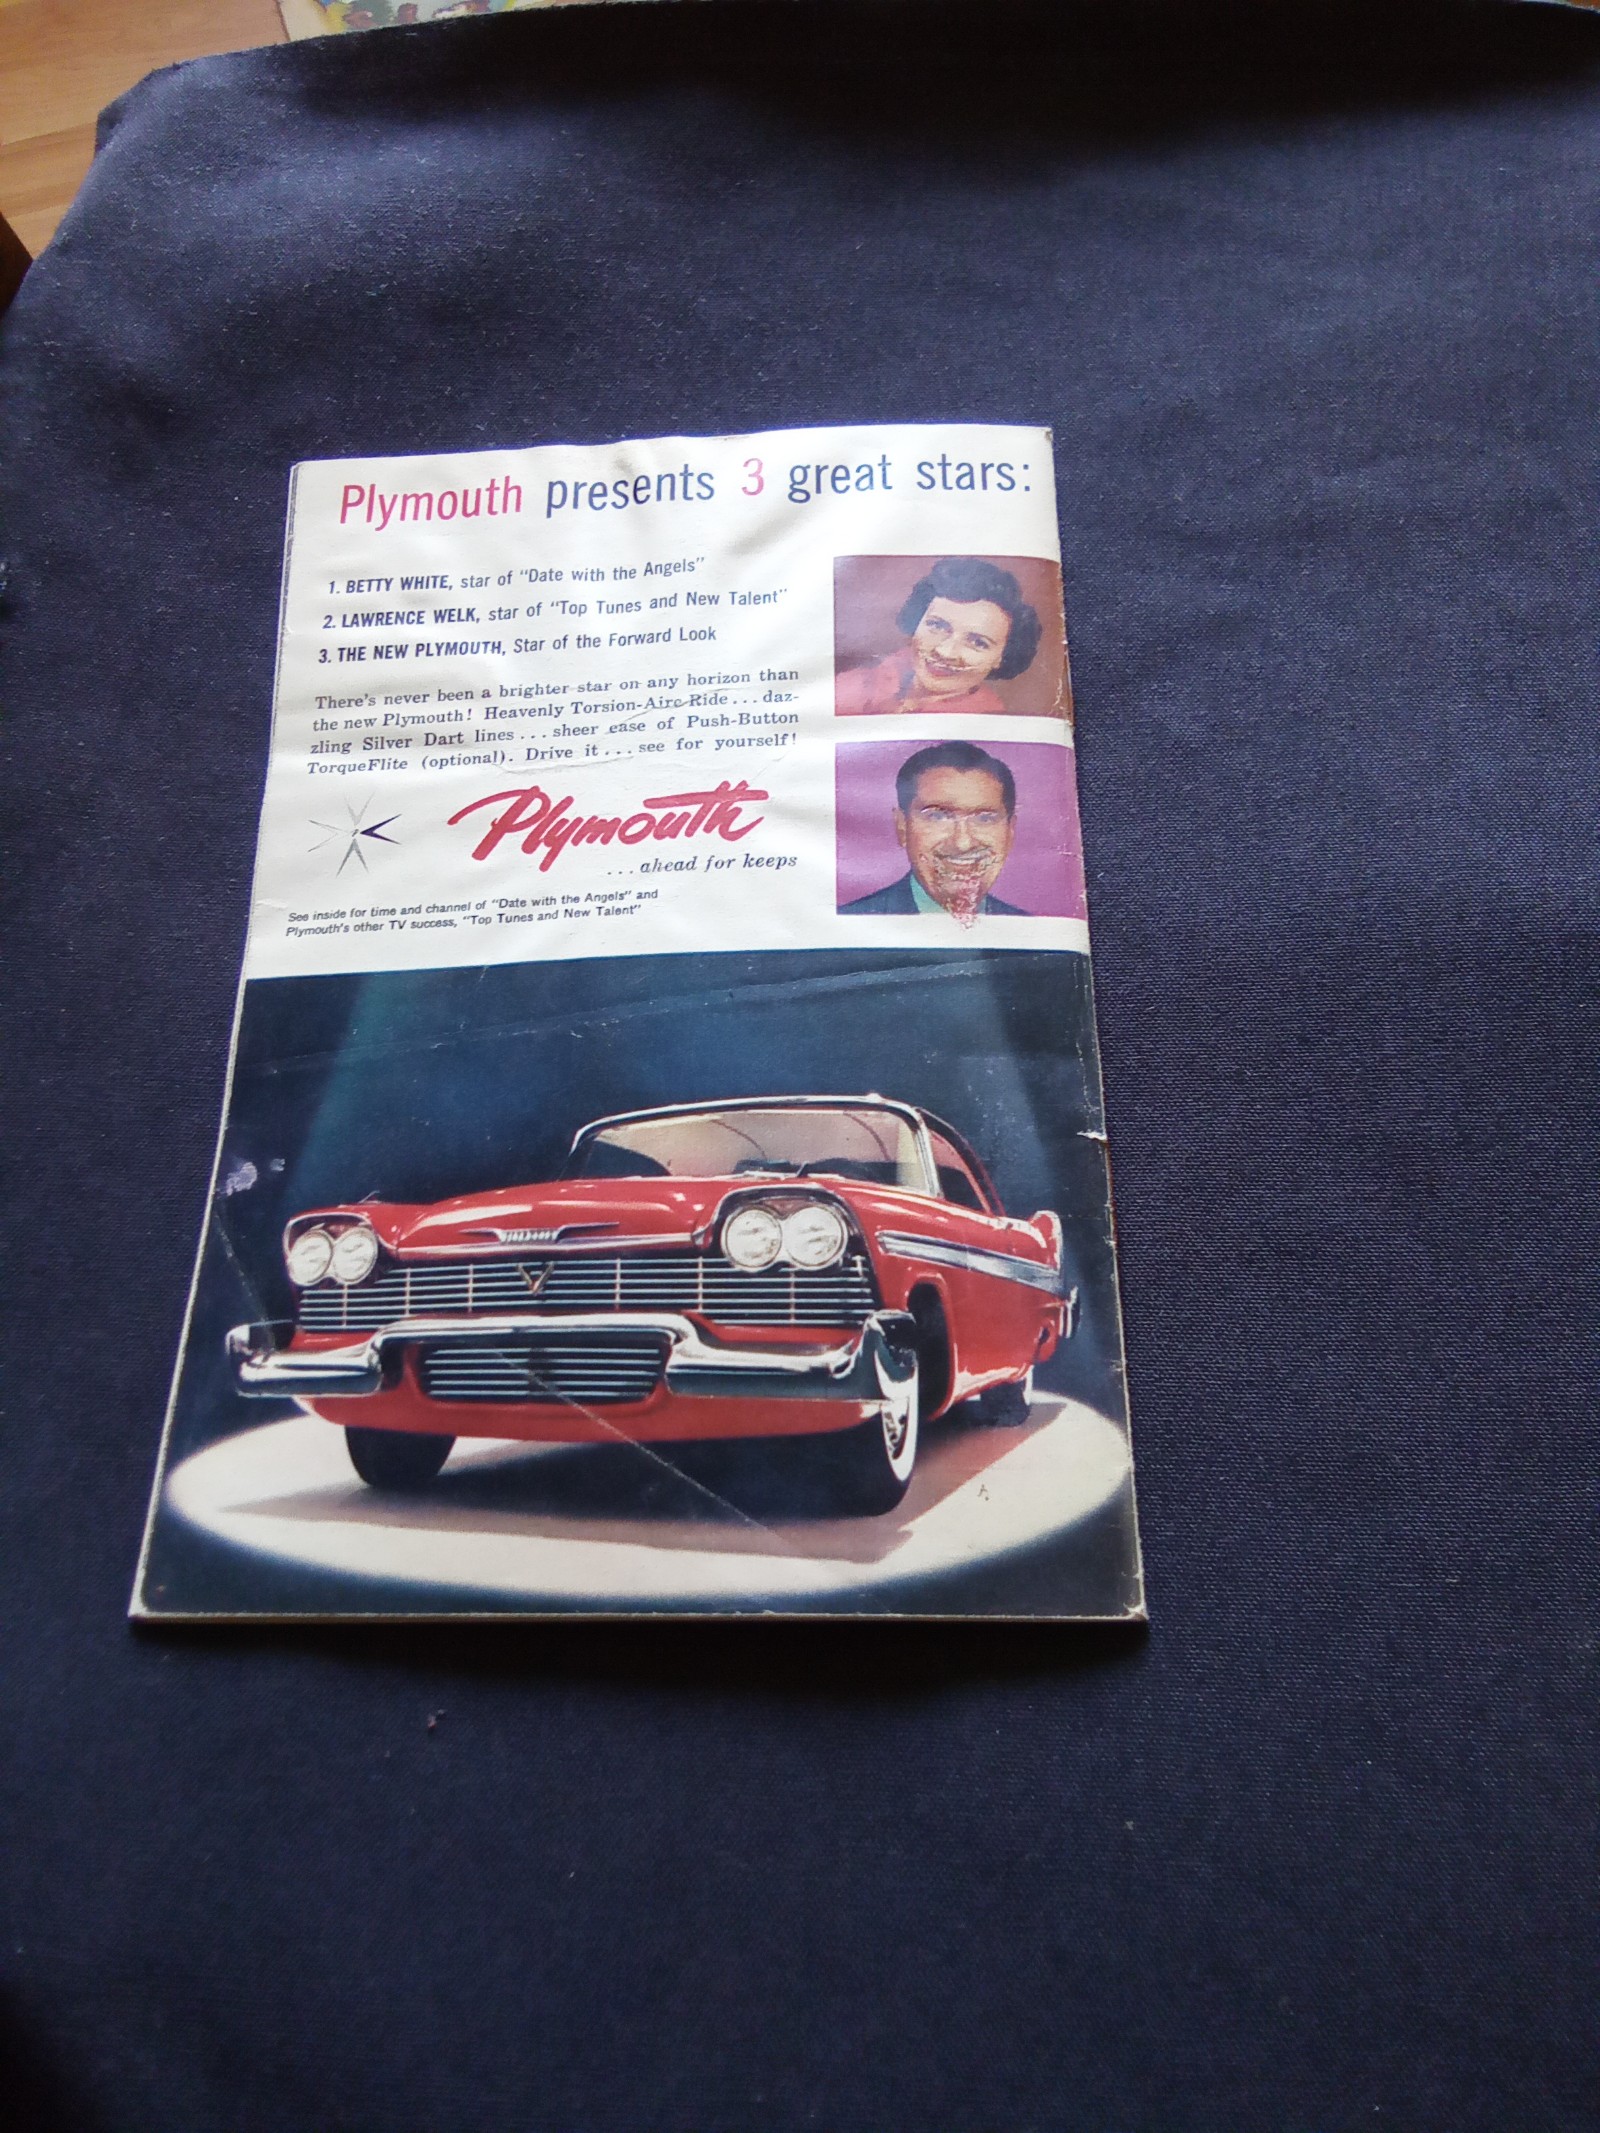 Plymouth presents 3 great stars:
1. BETTY WHITE, star of "Date with the Angels"
2. LAWRENCE WELK, star of "Top Tunes and New Talent"
3. THE NEW PLYMOUTH, Star of the Forward Look
There's never been a brighter star on any horizon than
the new Plymouth! Heavenly Torsion-Aire Ride... daz-
zling Silver Dart lines... sheer ease of Push-Button
TorqueFlite (optional). Drive it... see for yourself!
Plymouth
...ahead for keeps
See inside for time and channel of "Date with the Angels" and
Plymouth's other TV success, "Top Tunes and New Talent"